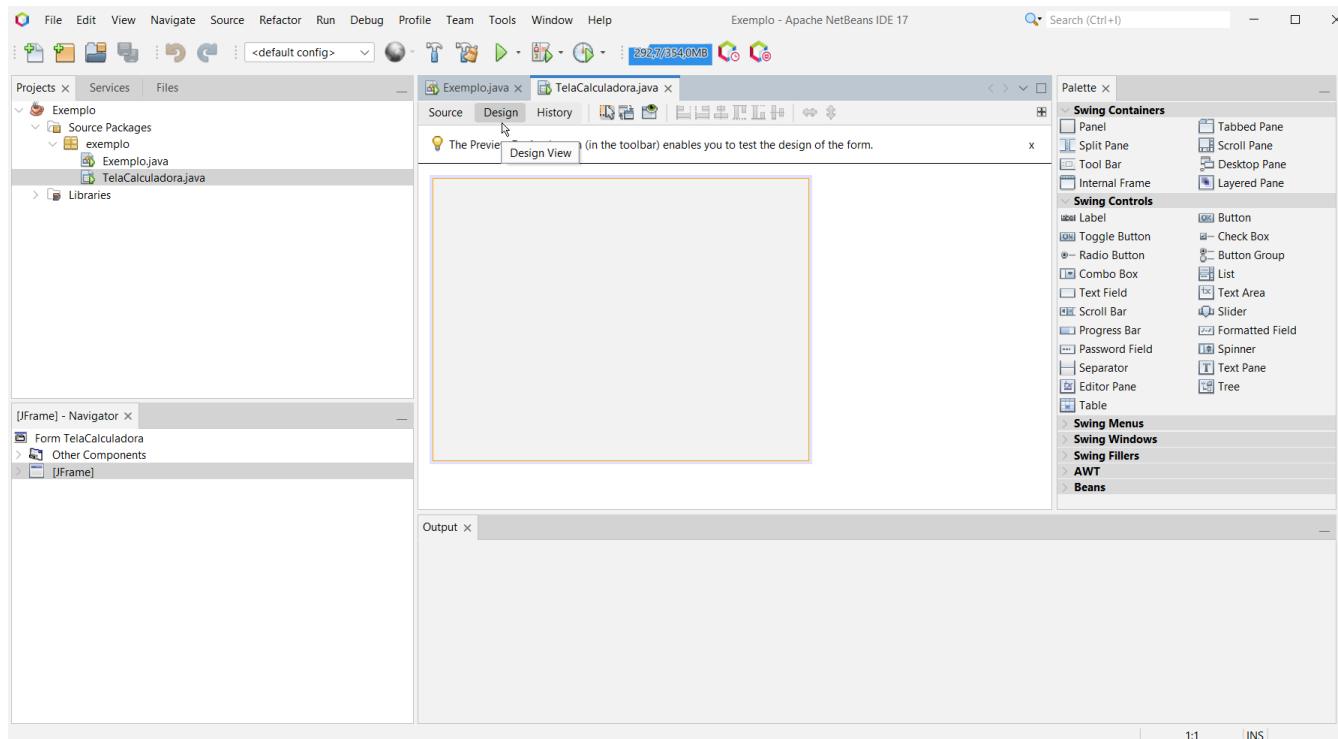 File Edit View Navigate Source Refactor Run Debug Profile Team Tools Window Help Exemplo - Apache NetBeans IDE 17 Search (Ctrl+I)
<default config> 292,7/354,0MB
Projects Services Files
Exemplo
Source Packages
exemplo
Exemplo.java
TelaCalculadora.java
Libraries
[JFrame] - Navigator
Form TelaCalculadora
Other Components
[JFrame]
Exemplo.java TelaCalculadora.java
Source Design History
The Preview (in the toolbar) enables you to test the design of the form. x
Design View
Output
Palette
Swing Containers
Panel Tabbed Pane
Split Pane Scroll Pane
Tool Bar Desktop Pane
Internal Frame Layered Pane
Swing Controls
Label Button
Toggle Button Check Box
Radio Button Button Group
Combo Box List
Text Field Text Area
Scroll Bar Slider
Progress Bar Formatted Field
Password Field Spinner
Separator Text Pane
Editor Pane Tree
Table
Swing Menus
Swing Windows
Swing Fillers
AWT
Beans
1:1 INS